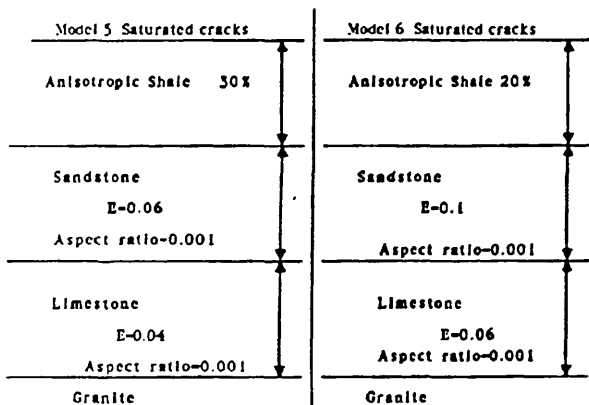 Model 5 Saturated cracks
Anisotropic Shale 30%
Sandstone
E=0.06
Aspect ratio=0.001
Limestone
E=0.04
Aspect ratio=0.001
Granite
Model 6 Saturated cracks
Anisotropic Shale 20%
Sandstone
E=0.1
Aspect ratio=0.001
Limestone
E=0.06
Aspect ratio=0.001
Granite